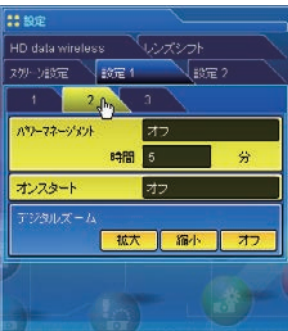 設定
HD data wireless レンズシフト
スクリーン設定 設定 1 設定 2
1 2 3
パワーマネージメント オフ
時間 5 分
オンスタート オフ
デジタルズーム
拡大 縮小 オフ